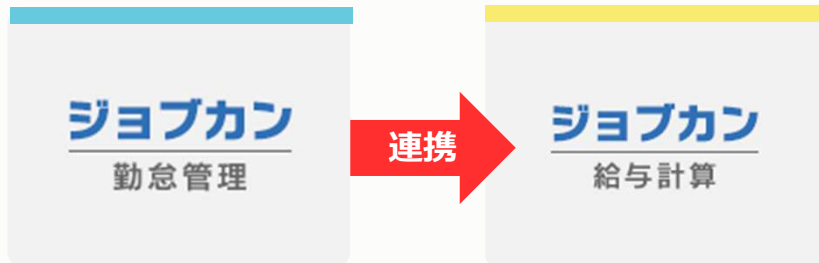 ジョブカン
勤怠管理
連携
ジョブカン
給与計算